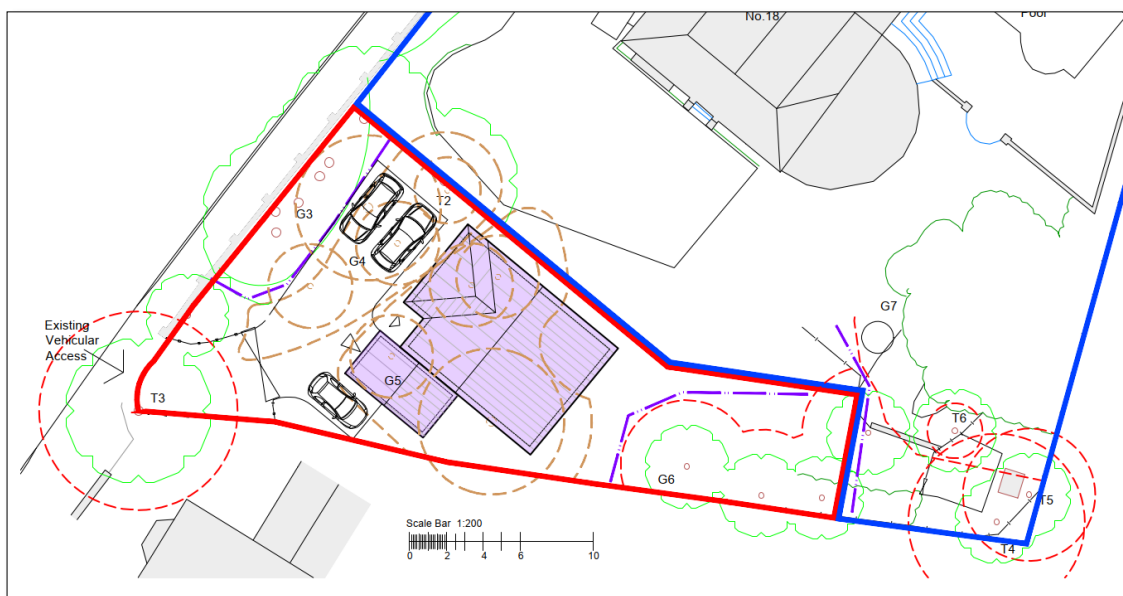 No.18
Pool
G3
T2
G4
G7
Existing
Vehicular
Access
T3
G5
T6
G6
T5
T4
Scale Bar 1:200
0 2 4 6 10